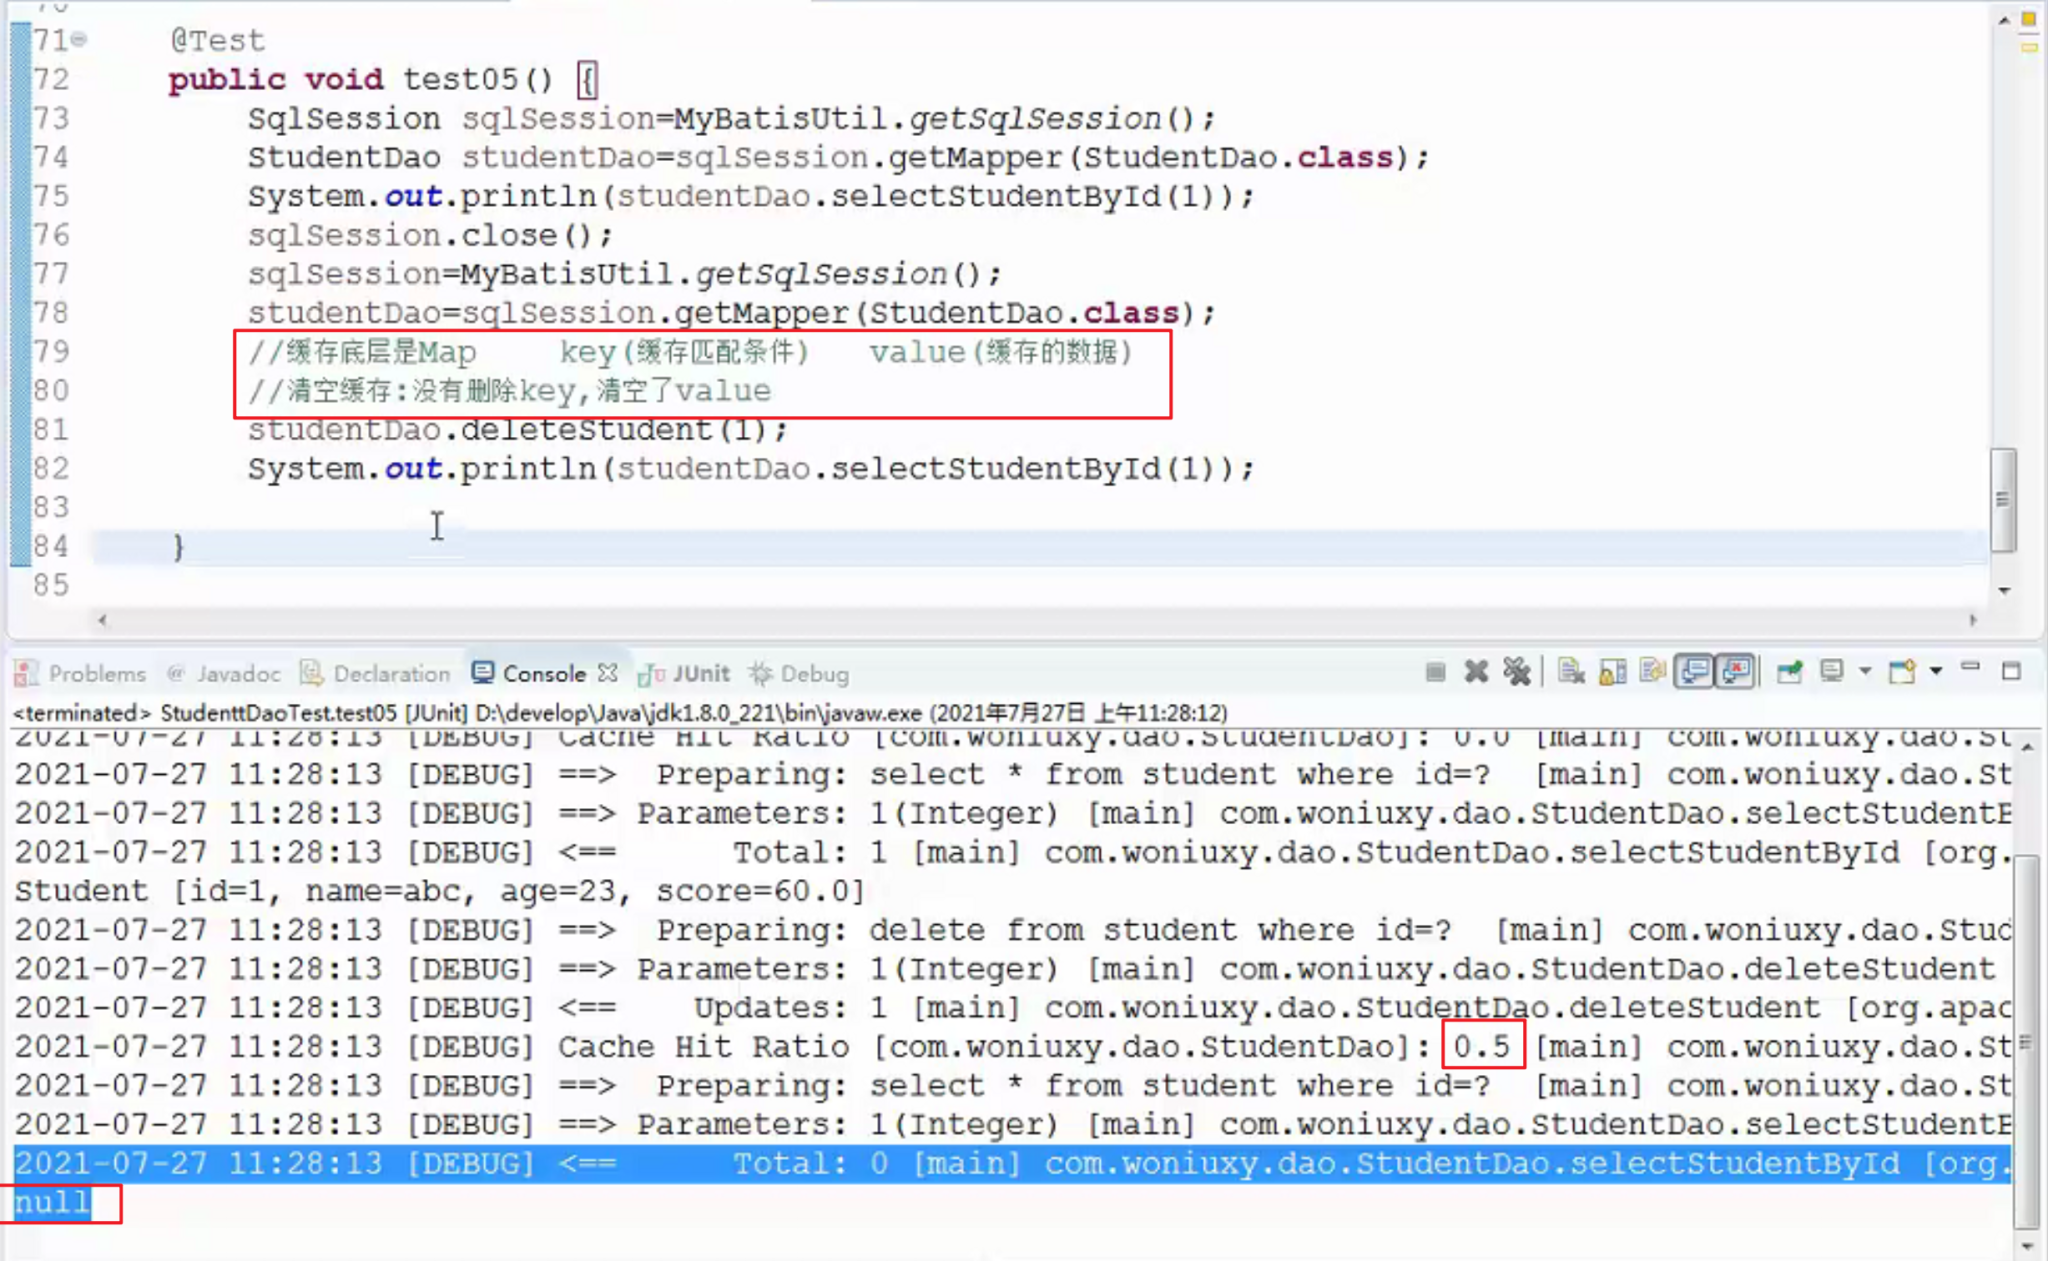 71 @Test
72 public void test05() {
73 SqlSession sqlSession=MyBatisUtil.getSqlSession();
74 StudentDao studentDao=sqlSession.getMapper(StudentDao.class);
75 System.out.println(studentDao.selectStudentById(1));
76 sqlSession.close();
77 sqlSession=MyBatisUtil.getSqlSession();
78 studentDao=sqlSession.getMapper(StudentDao.class);
79 //缓存底层是Map key(缓存匹配条件) value(缓存的数据)
80 //清空缓存:没有删除key,清空了value
81 studentDao.deleteStudent(1);
82 System.out.println(studentDao.selectStudentById(1));
83
84 }
85
Problems @ Javadoc Declaration Console JUnit Debug
<terminated> StudenttDaoTest.test05 [JUnit] D:\develop\Java\jdk1.8.0_221\bin\javaw.exe (2021年7月27日 上午11:28:12)
2021-07-27 11:28:13 [DEBUG] Cache Hit Ratio [com.woniuxy.dao.StudentDao]: 0.0 [main] com.woniuxy.dao.St
2021-07-27 11:28:13 [DEBUG] ==> Preparing: select * from student where id=? [main] com.woniuxy.dao.St
2021-07-27 11:28:13 [DEBUG] ==> Parameters: 1(Integer) [main] com.woniuxy.dao.StudentDao.selectStudentB
2021-07-27 11:28:13 [DEBUG] <== Total: 1 [main] com.woniuxy.dao.StudentDao.selectStudentById [org.
Student [id=1, name=abc, age=23, score=60.0]
2021-07-27 11:28:13 [DEBUG] ==> Preparing: delete from student where id=? [main] com.woniuxy.dao.Stud
2021-07-27 11:28:13 [DEBUG] ==> Parameters: 1(Integer) [main] com.woniuxy.dao.StudentDao.deleteStudent
2021-07-27 11:28:13 [DEBUG] <== Updates: 1 [main] com.woniuxy.dao.StudentDao.deleteStudent [org.apac
2021-07-27 11:28:13 [DEBUG] Cache Hit Ratio [com.woniuxy.dao.StudentDao]: 0.5 [main] com.woniuxy.dao.St
2021-07-27 11:28:13 [DEBUG] ==> Preparing: select * from student where id=? [main] com.woniuxy.dao.St
2021-07-27 11:28:13 [DEBUG] ==> Parameters: 1(Integer) [main] com.woniuxy.dao.StudentDao.selectStudentB
2021-07-27 11:28:13 [DEBUG] <== Total: 0 [main] com.woniuxy.dao.StudentDao.selectStudentById [org.
null